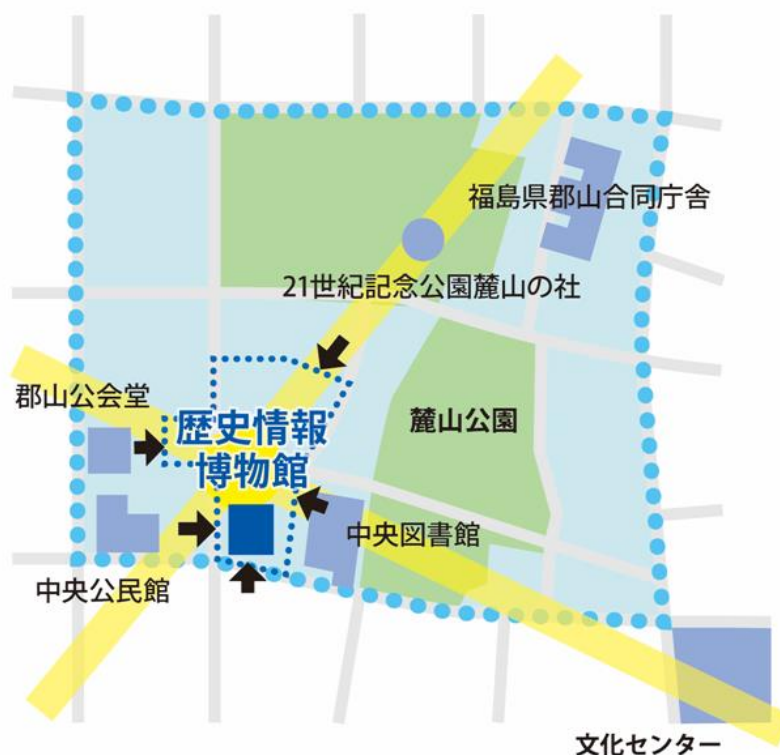 福島県郡山合同庁舎
21世紀記念公園麓山の杜
郡山公会堂
歴史情報
博物館
麓山公園
中央図書館
中央公民館
文化センター